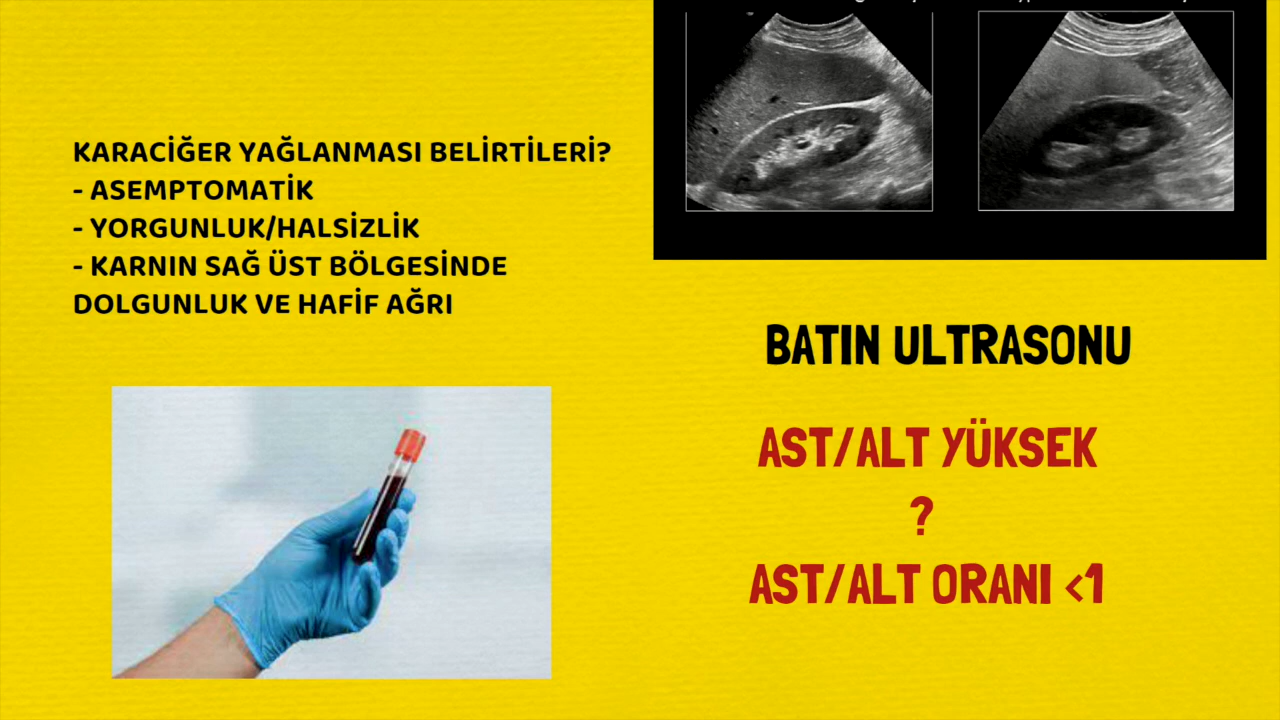 KARACİĞER YAĞLANMASI BELİRTİLERİ?
- ASEMPTOMATİK
- YORGUNLUK/HALSİZLİK
- KARNIN SAĞ ÜST BÖLGESİNDE
DOLGUNLUK VE HAFİF AĞRI
BATIN ULTRASONU
AST/ALT YÜKSEK
?
AST/ALT ORANI <1